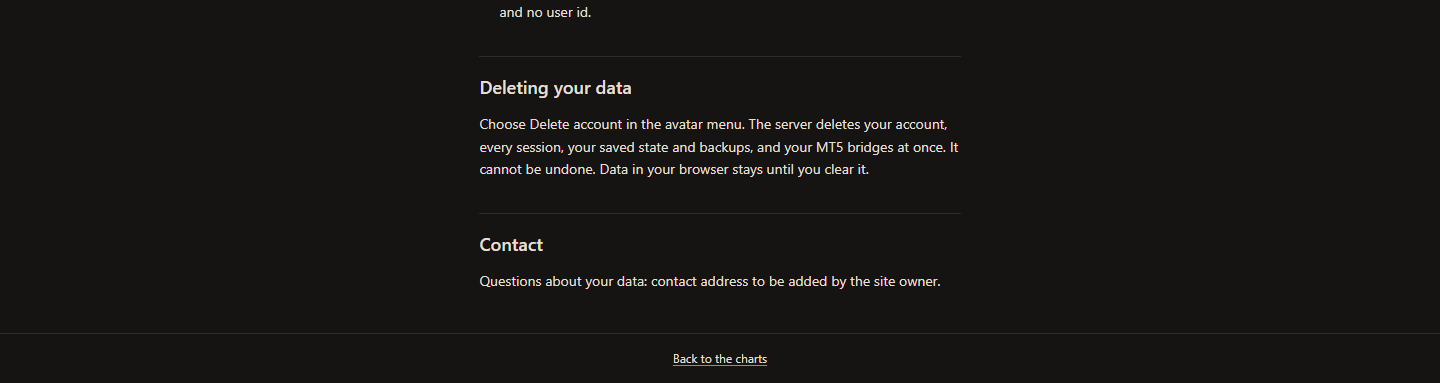 and no user id.
Deleting your data
Choose Delete account in the avatar menu. The server deletes your account,
every session, your saved state and backups, and your MT5 bridges at once. It
cannot be undone. Data in your browser stays until you clear it.
Contact
Questions about your data: contact address to be added by the site owner.
Back to the charts